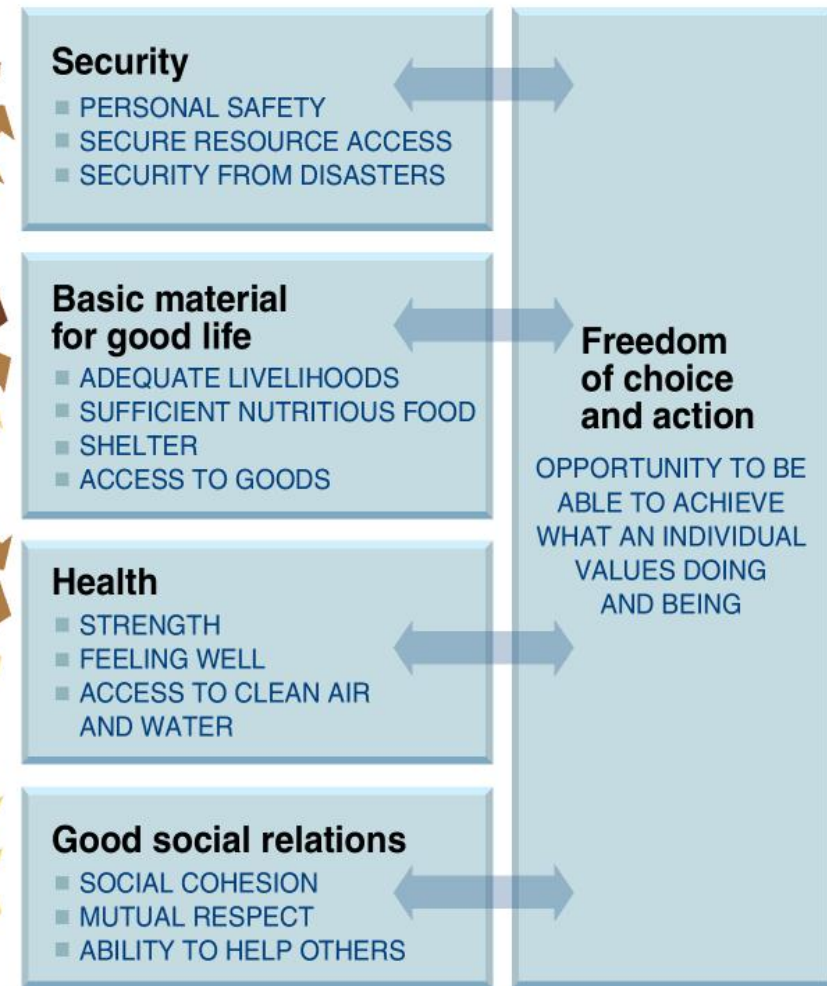 Security
PERSONAL SAFETY
SECURE RESOURCE ACCESS
SECURITY FROM DISASTERS
Basic material
for good life
ADEQUATE LIVELIHOODS
SUFFICIENT NUTRITIOUS FOOD
SHELTER
ACCESS TO GOODS
Health
STRENGTH
FEELING WELL
ACCESS TO CLEAN AIR
AND WATER
Good social relations
SOCIAL COHESION
MUTUAL RESPECT
ABILITY TO HELP OTHERS
Freedom
of choice
and action
OPPORTUNITY TO BE
ABLE TO ACHIEVE
WHAT AN INDIVIDUAL
VALUES DOING
AND BEING